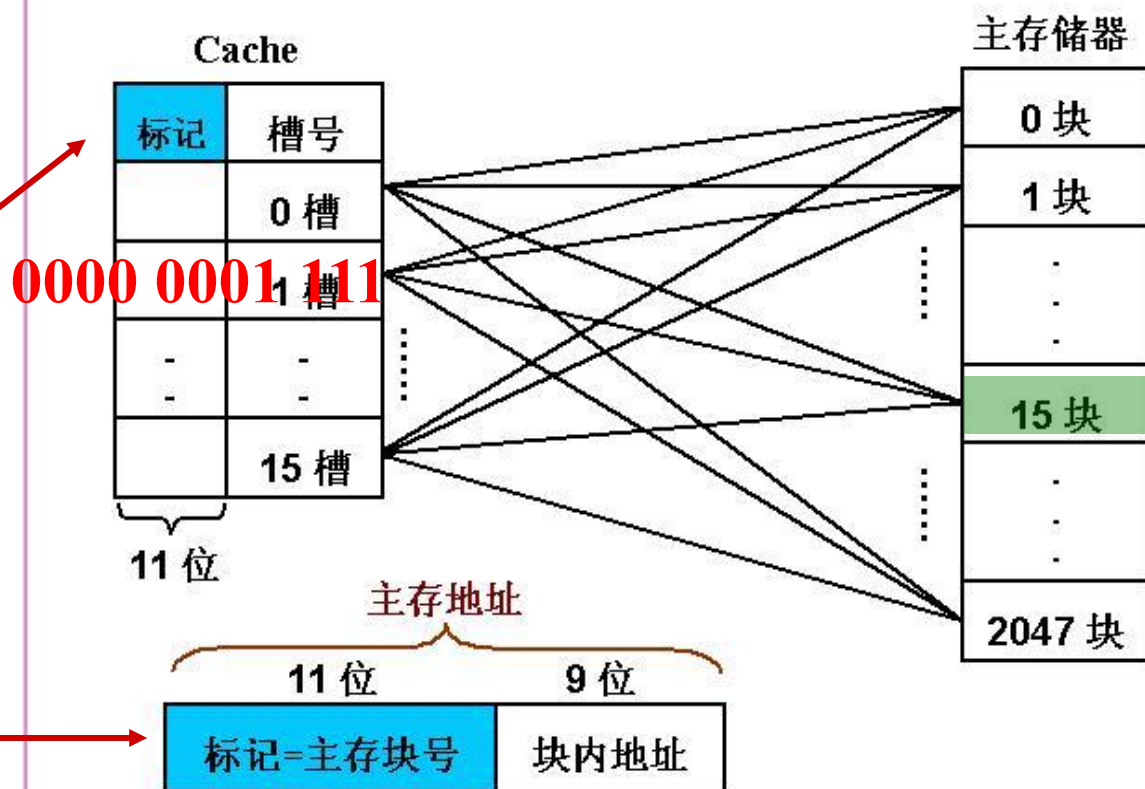 主存储器
Cache
标记 槽号
0 块
0 槽
1 块
0000 0001 111
1 槽
15 块
15 槽
11 位
主存地址
11 位 9 位
2047 块
标记=主存块号 块内地址